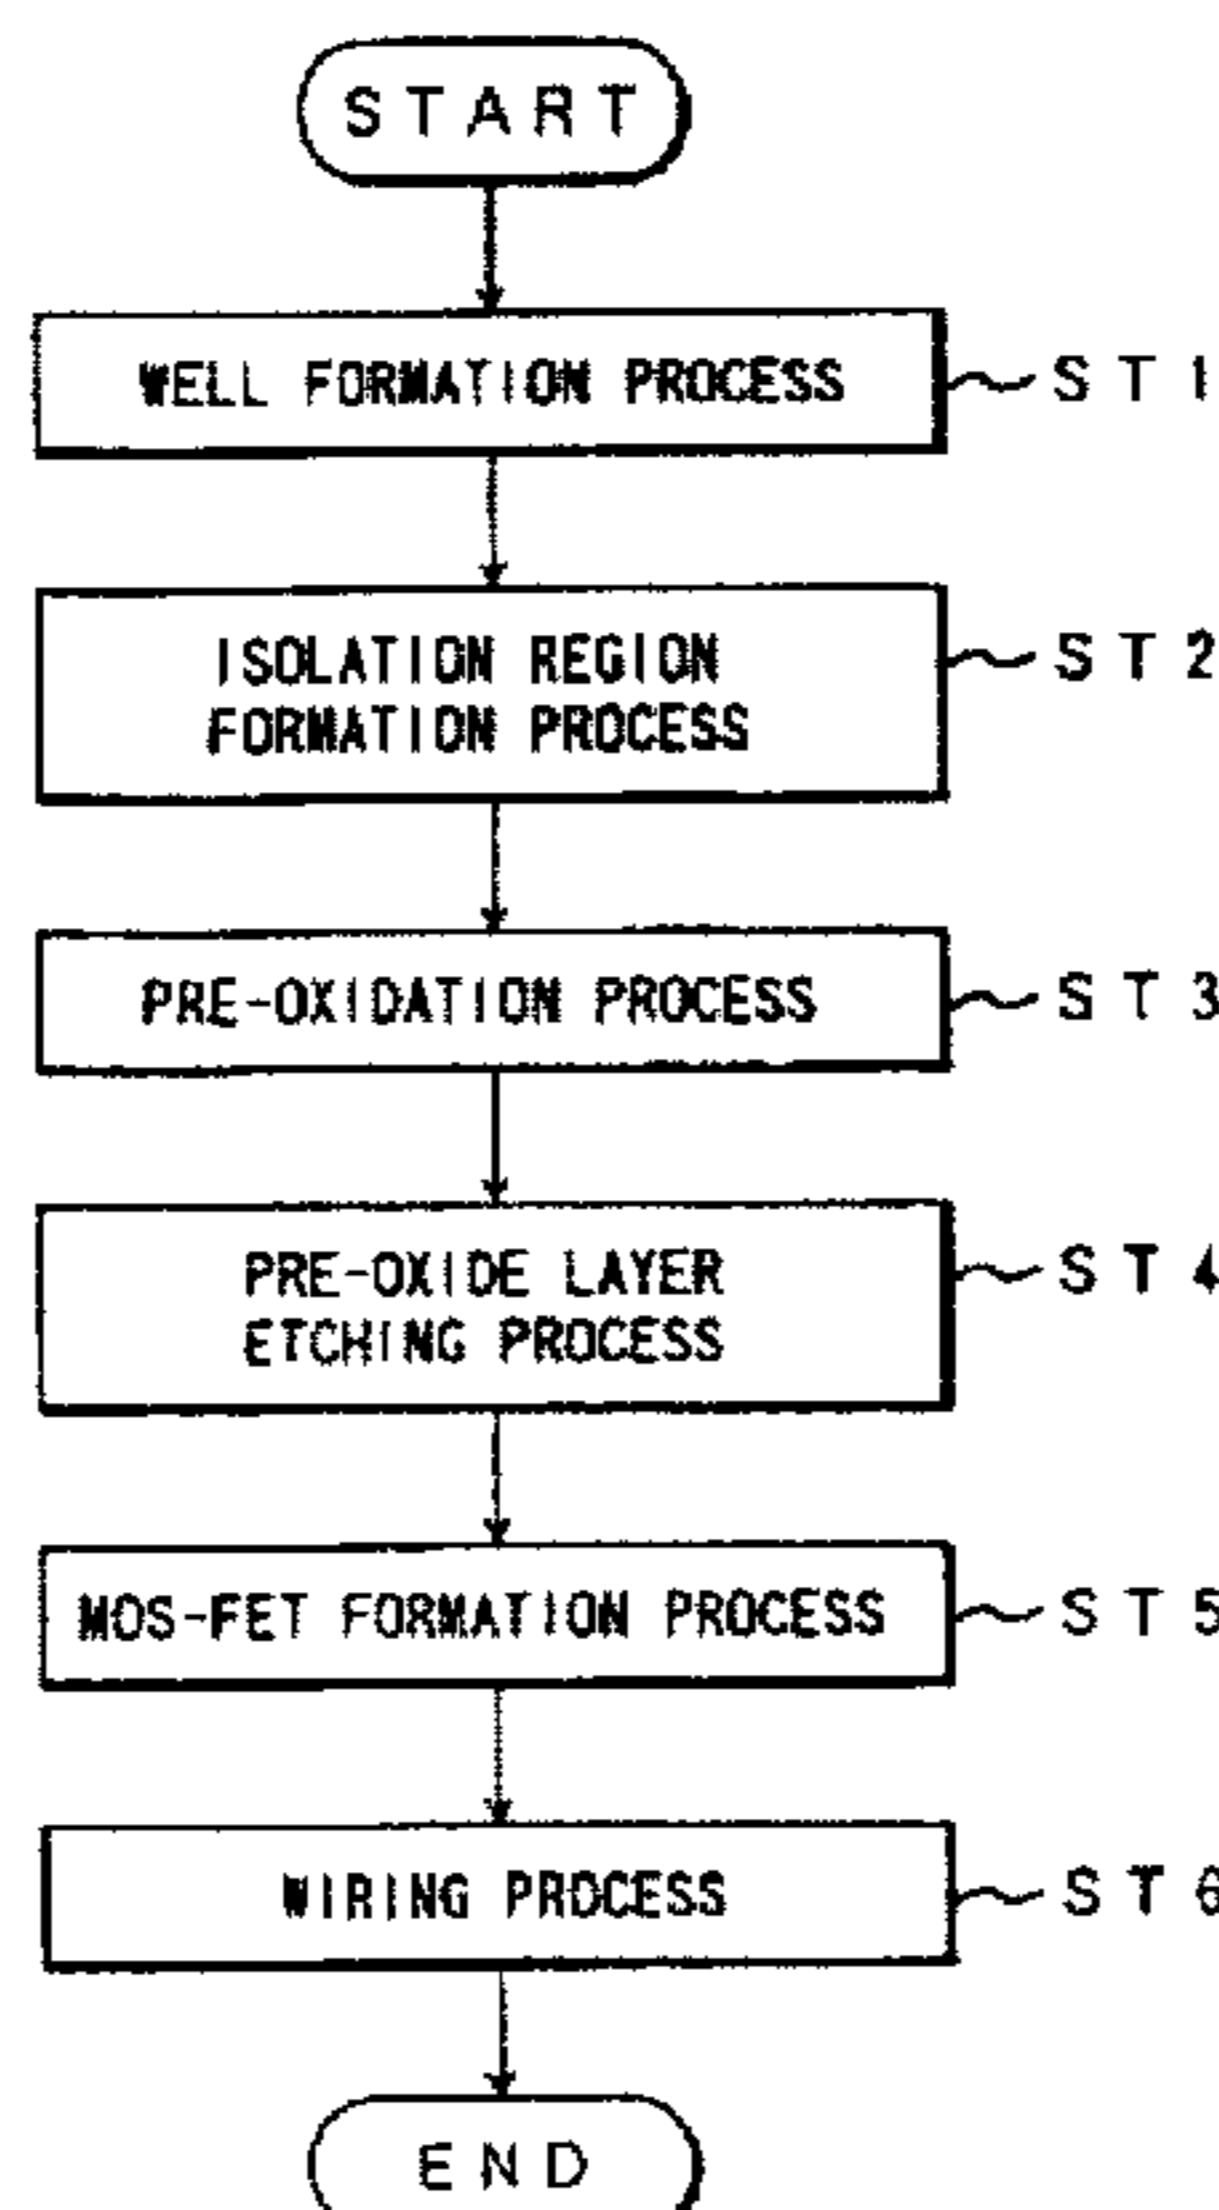 START
WELL FORMATION PROCESS
ST1
ISOLATION REGION
FORMATION PROCESS
ST2
PRE-OXIDATION PROCESS
ST3
PRE-OXIDE LAYER
ETCHING PROCESS
ST4
MOS-FET FORMATION PROCESS
ST5
WIRING PROCESS
ST6
END